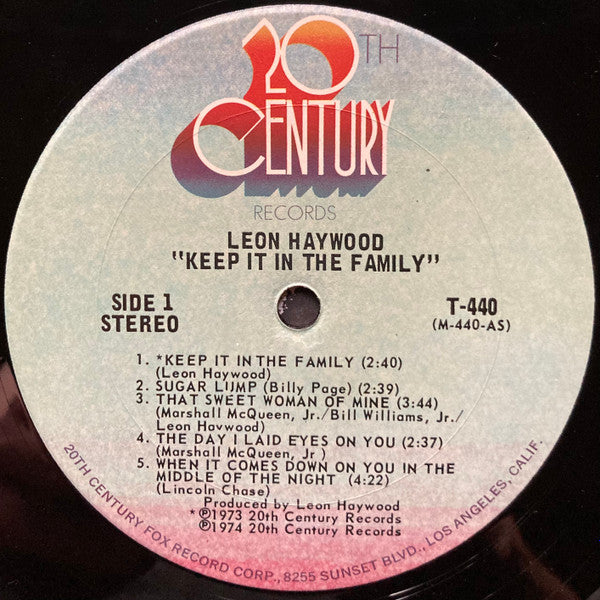 20TH
CENTURY
RECORDS
LEON HAYWOOD
"KEEP IT IN THE FAMILY"
SIDE 1
STEREO
T-440
(M-440-AS)
1. *KEEP IT IN THE FAMILY (2:40)
(Leon Haywood)
2. SUGAR LUMP (Billy Page) (2:39)
3. THAT SWEET WOMAN OF MINE (3:44)
(Marshall McQueen, Jr./Bill Williams, Jr./
Leon Haywood)
4. THE DAY I LAID EYES ON YOU (2:37)
(Marshall McQueen, Jr )
5. WHEN IT COMES DOWN ON YOU IN THE
MIDDLE OF THE NIGHT (4:22)
(Lincoln Chase)
Produced by Leon Haywood
*℗1973 20th Century Records
℗1974 20th Century Records
20TH CENTURY FOX RECORD CORP., 8255 SUNSET BLVD., LOS ANGELES, CALIF.